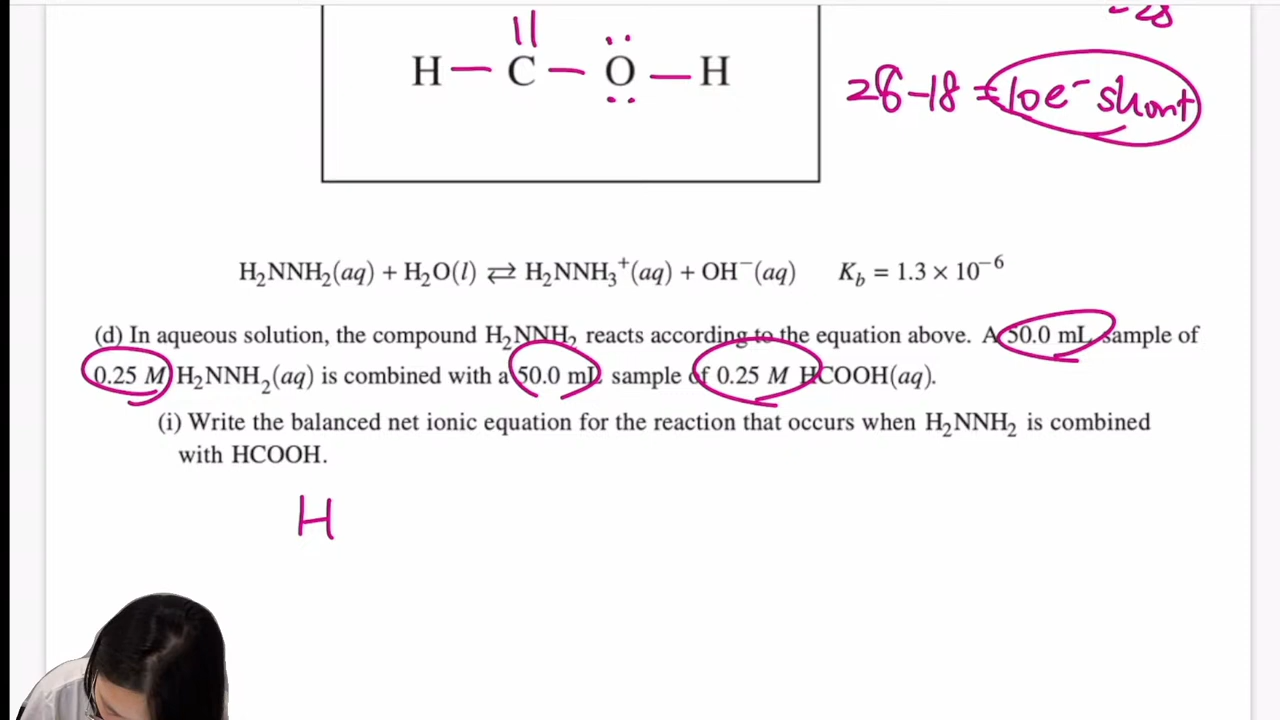 H — C — O — H
28-18 = 10e⁻ short
H₂NNH₂(aq) + H₂O(l) ⇄ H₂NNH₃⁺(aq) + OH⁻(aq) K_b = 1.3 × 10⁻⁶
(d) In aqueous solution, the compound H₂NNH₂ reacts according to the equation above. A 50.0 mL sample of
0.25 M H₂NNH₂(aq) is combined with a 50.0 mL sample of 0.25 M HCOOH(aq).
(i) Write the balanced net ionic equation for the reaction that occurs when H₂NNH₂ is combined
with HCOOH.
H